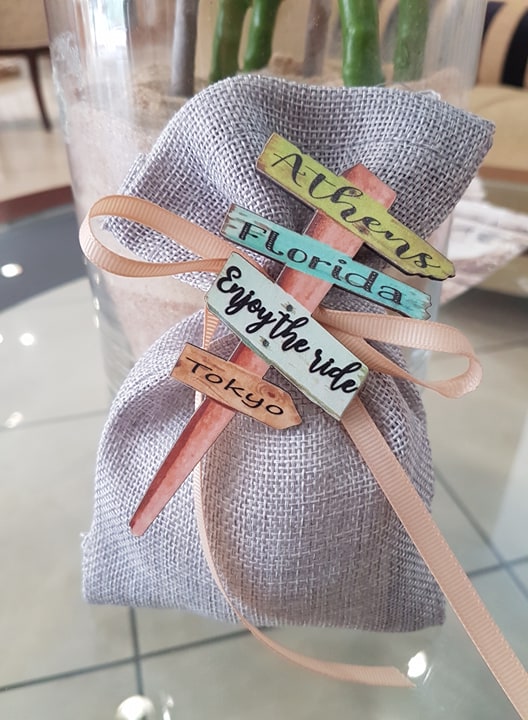 Athens
Florida
Enjoy the ride
Tokyo